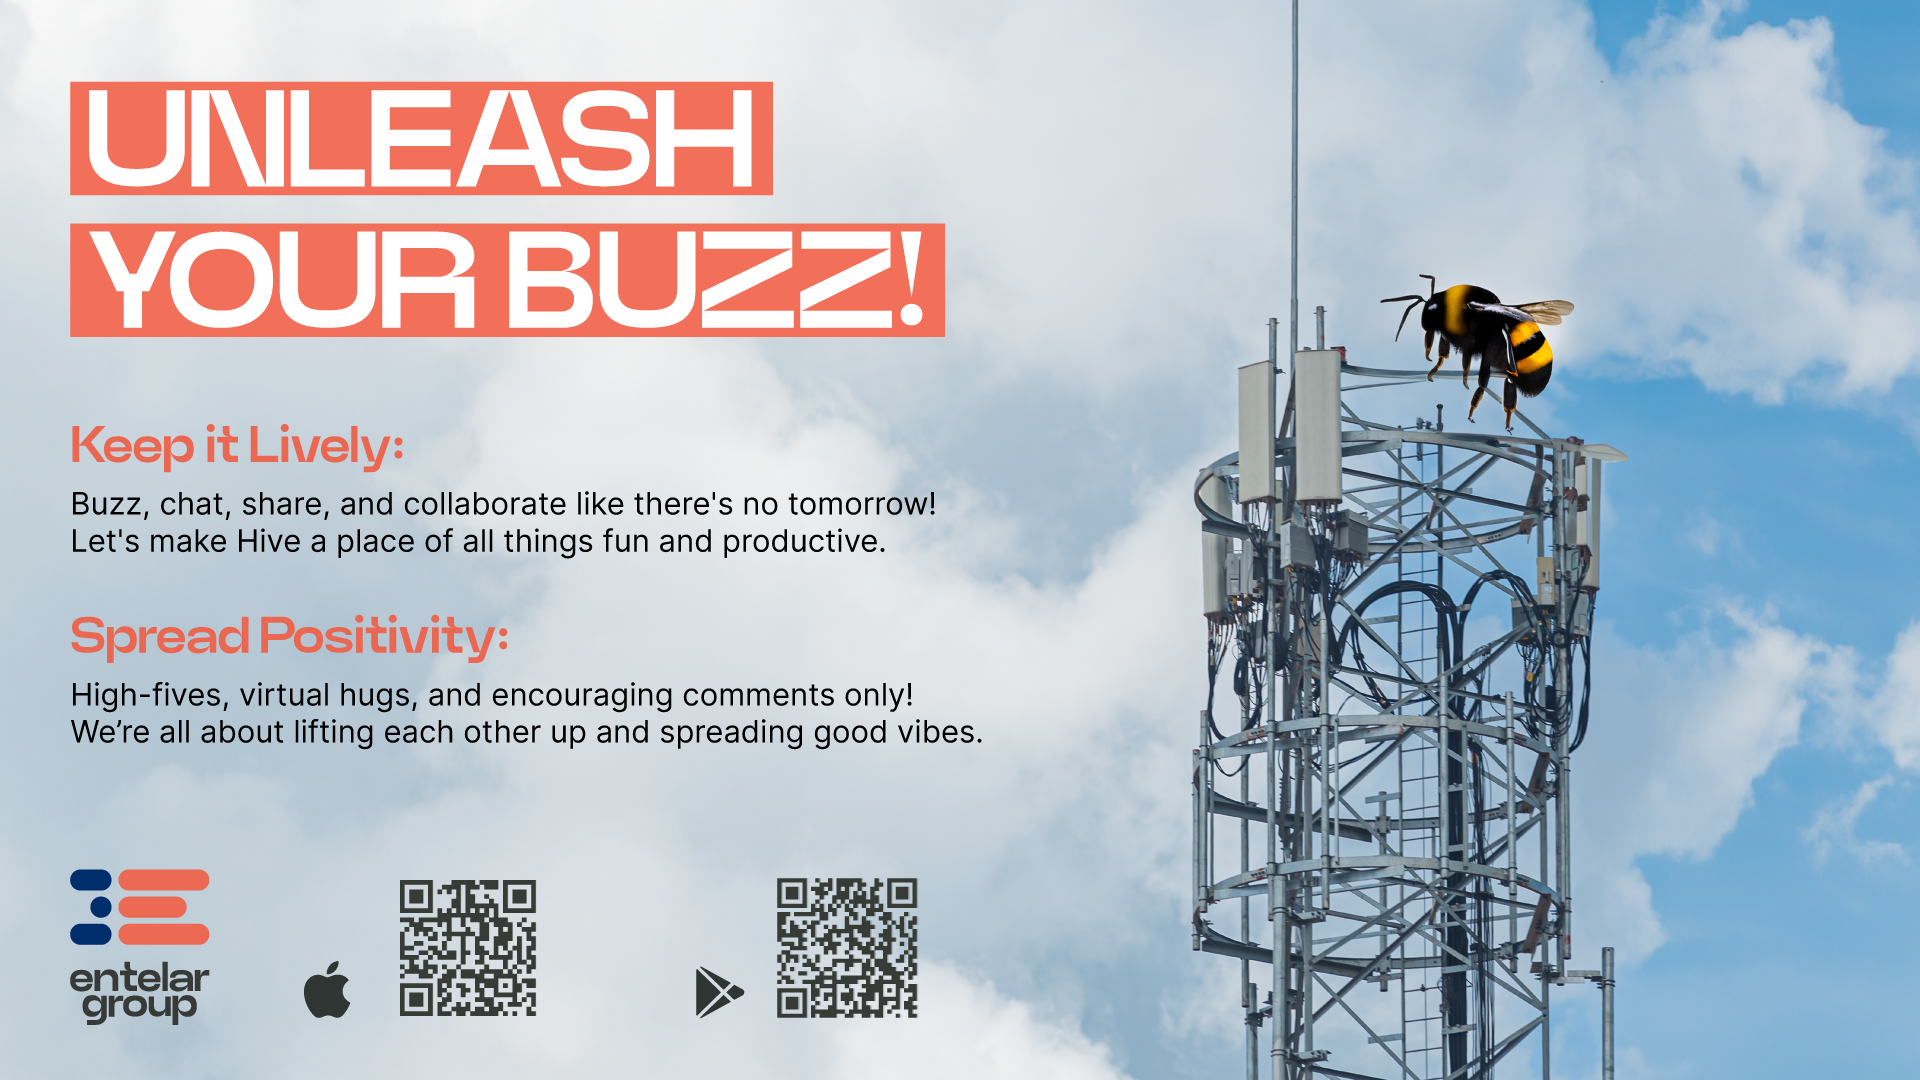 UNLEASH
YOUR BUZZ!
Keep it Lively:
Buzz, chat, share, and collaborate like there's no tomorrow!
Let's make Hive a place of all things fun and productive.
Spread Positivity:
High-fives, virtual hugs, and encouraging comments only!
We’re all about lifting each other up and spreading good vibes.
entelar
group